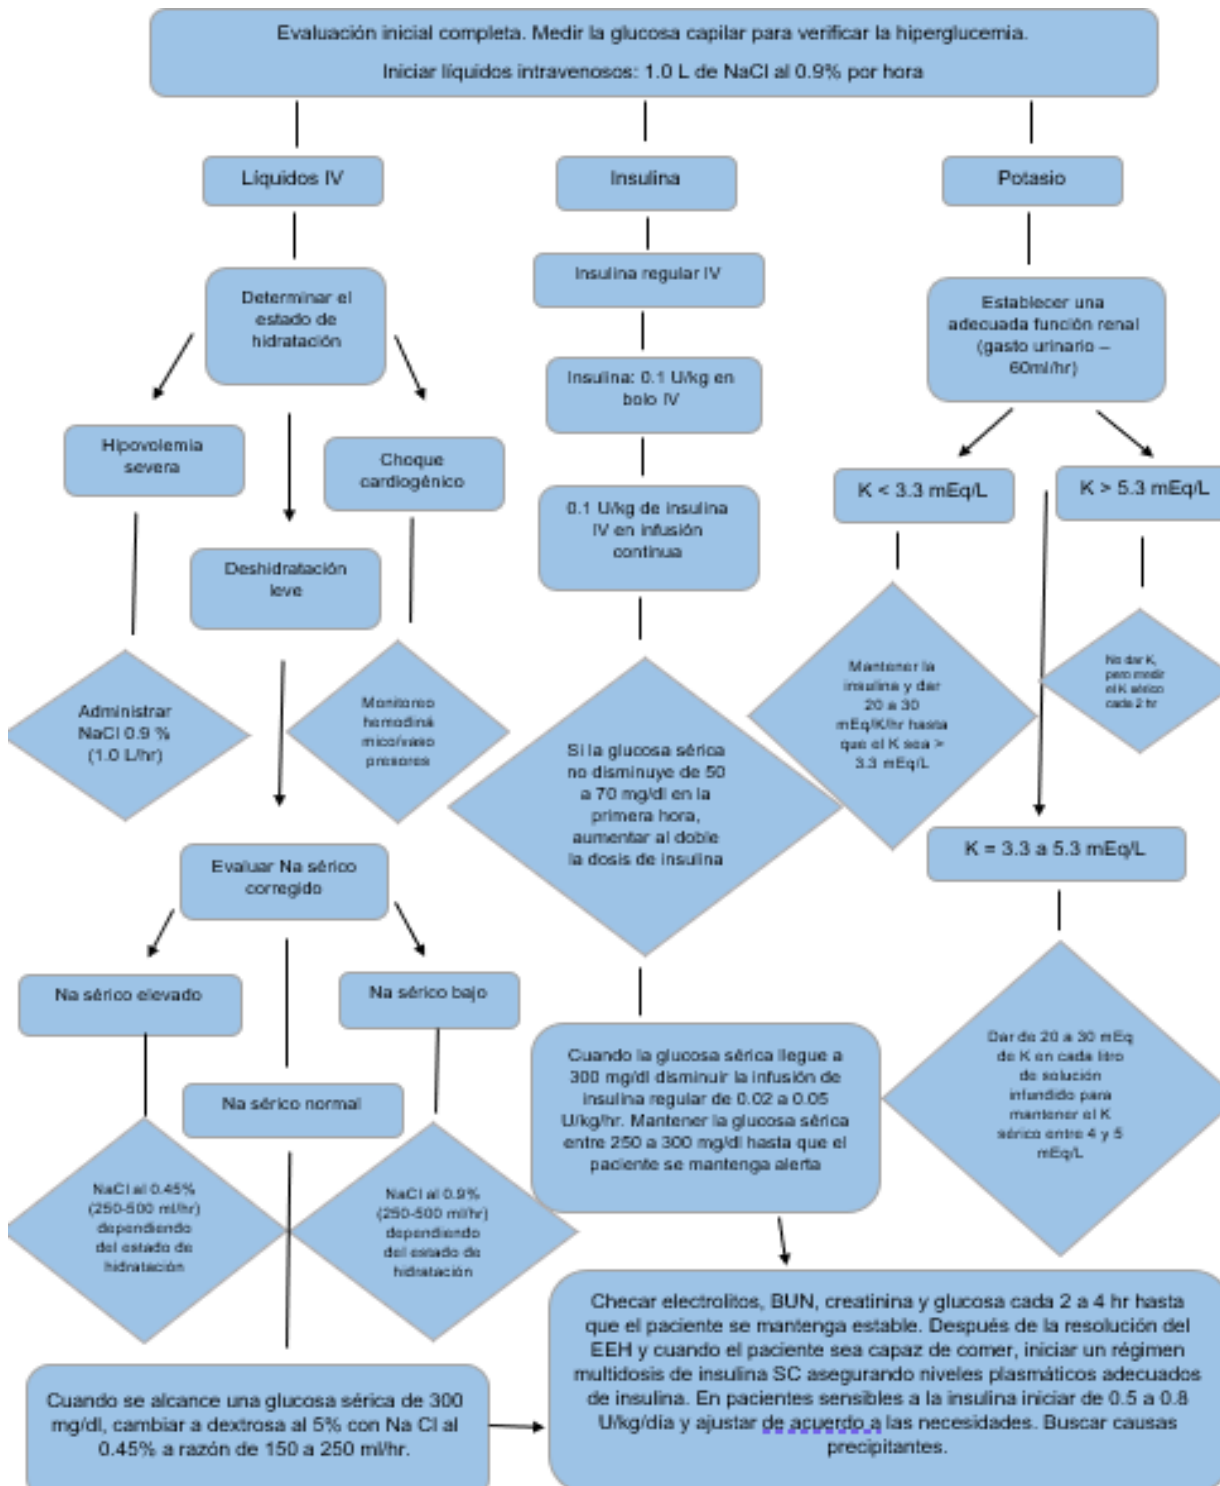 Evaluación inicial completa. Medir la glucosa capilar para verificar la hiperglucemia.
Iniciar líquidos intravenosos: 1.0 L de NaCl al 0.9% por hora
Líquidos IV
Determinar el
estado de
hidratación
Hipovolemia
severa
Choque
cardiogénico
Deshidratación
leve
Administrar
NaCl 0.9 %
(1.0 L/hr)
Monitoreo
hemodiná
mico/vaso
presores
Evaluar Na sérico
corregido
Na sérico elevado
Na sérico bajo
Na sérico normal
NaCl al 0.45%
(250-500 ml/hr)
dependiendo
del estado de
hidratación
NaCl al 0.9%
(250-500 ml/hr)
dependiendo
del estado de
hidratación
Cuando se alcance una glucosa sérica de 300
mg/dl, cambiar a dextrosa al 5% con Na Cl al
0.45% a razón de 150 a 250 ml/hr.
Insulina
Insulina regular IV
Insulina: 0.1 U/kg en
bolo IV
0.1 U/kg de insulina
IV en infusión
continua
Si la glucosa sérica
no disminuye de 50
a 70 mg/dl en la
primera hora,
aumentar al doble
la dosis de insulina
Cuando la glucosa sérica llegue a
300 mg/dl disminuir la infusión de
insulina regular de 0.02 a 0.05
U/kg/hr. Mantener la glucosa sérica
entre 250 a 300 mg/dl hasta que el
paciente se mantenga alerta
Potasio
Establecer una
adecuada función renal
(gasto urinario –
60ml/hr)
K < 3.3 mEq/L
K > 5.3 mEq/L
Mantener la
insulina y dar
20 a 30
mEq/K/hr hasta
que el K sea >
3.3 mEq/L
No dar K,
pero medir
el K sérico
cada 2 hr
K = 3.3 a 5.3 mEq/L
Dar de 20 a 30 mEq
de K en cada litro
de solución
infundido para
mantener el K
sérico entre 4 y 5
mEq/L
Checar electrolitos, BUN, creatinina y glucosa cada 2 a 4 hr hasta
que el paciente se mantenga estable. Después de la resolución del
EEH y cuando el paciente sea capaz de comer, iniciar un régimen
multidosis de insulina SC asegurando niveles plasmáticos adecuados
de insulina. En pacientes sensibles a la insulina iniciar de 0.5 a 0.8
U/kg/día y ajustar de acuerdo a las necesidades. Buscar causas
precipitantes.